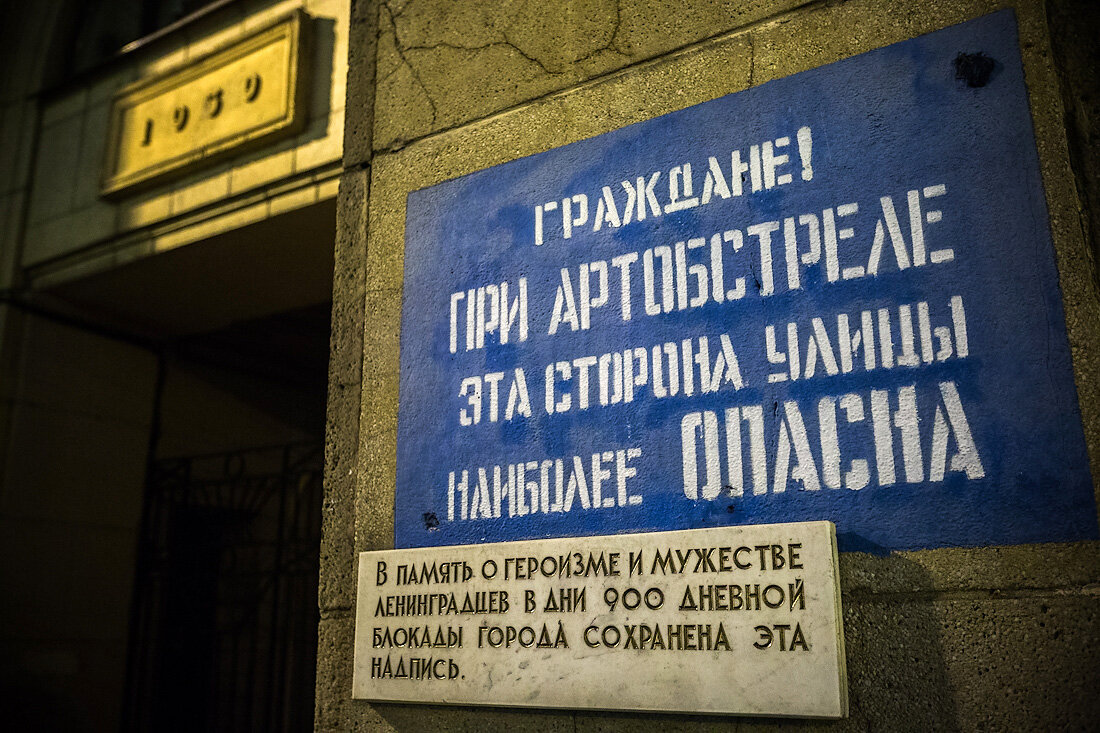 1939
ГРАЖДАНЕ!
ПРИ АРТОБСТРЕЛЕ
ЭТА СТОРОНА УЛИЦЫ
НАИБОЛЕЕ ОПАСНА
В ПАМЯТЬ О ГЕРОИЗМЕ И МУЖЕСТВЕ
ЛЕНИНГРАДЦЕВ В ДНИ 900 ДНЕВНОЙ
БЛОКАДЫ ГОРОДА СОХРАНЕНА ЭТА
НАДПИСЬ.